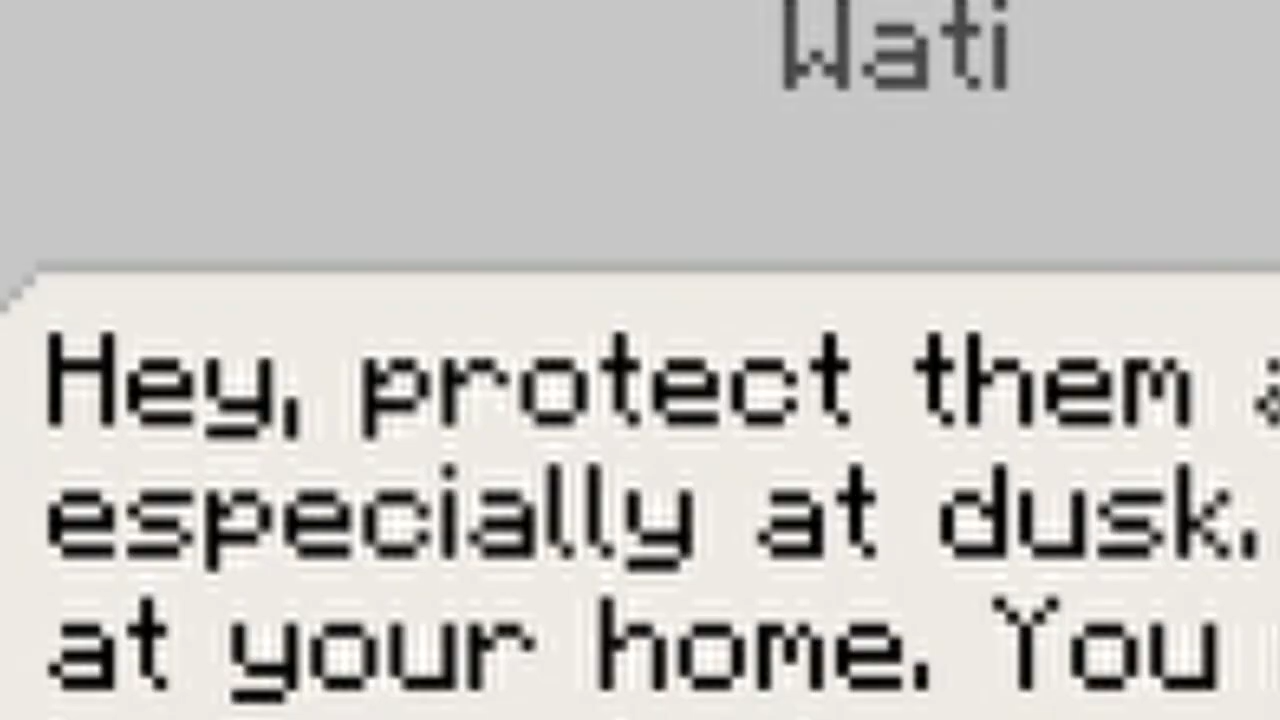 Wati
Hey, protect them
especially at dusk.
at your home. You